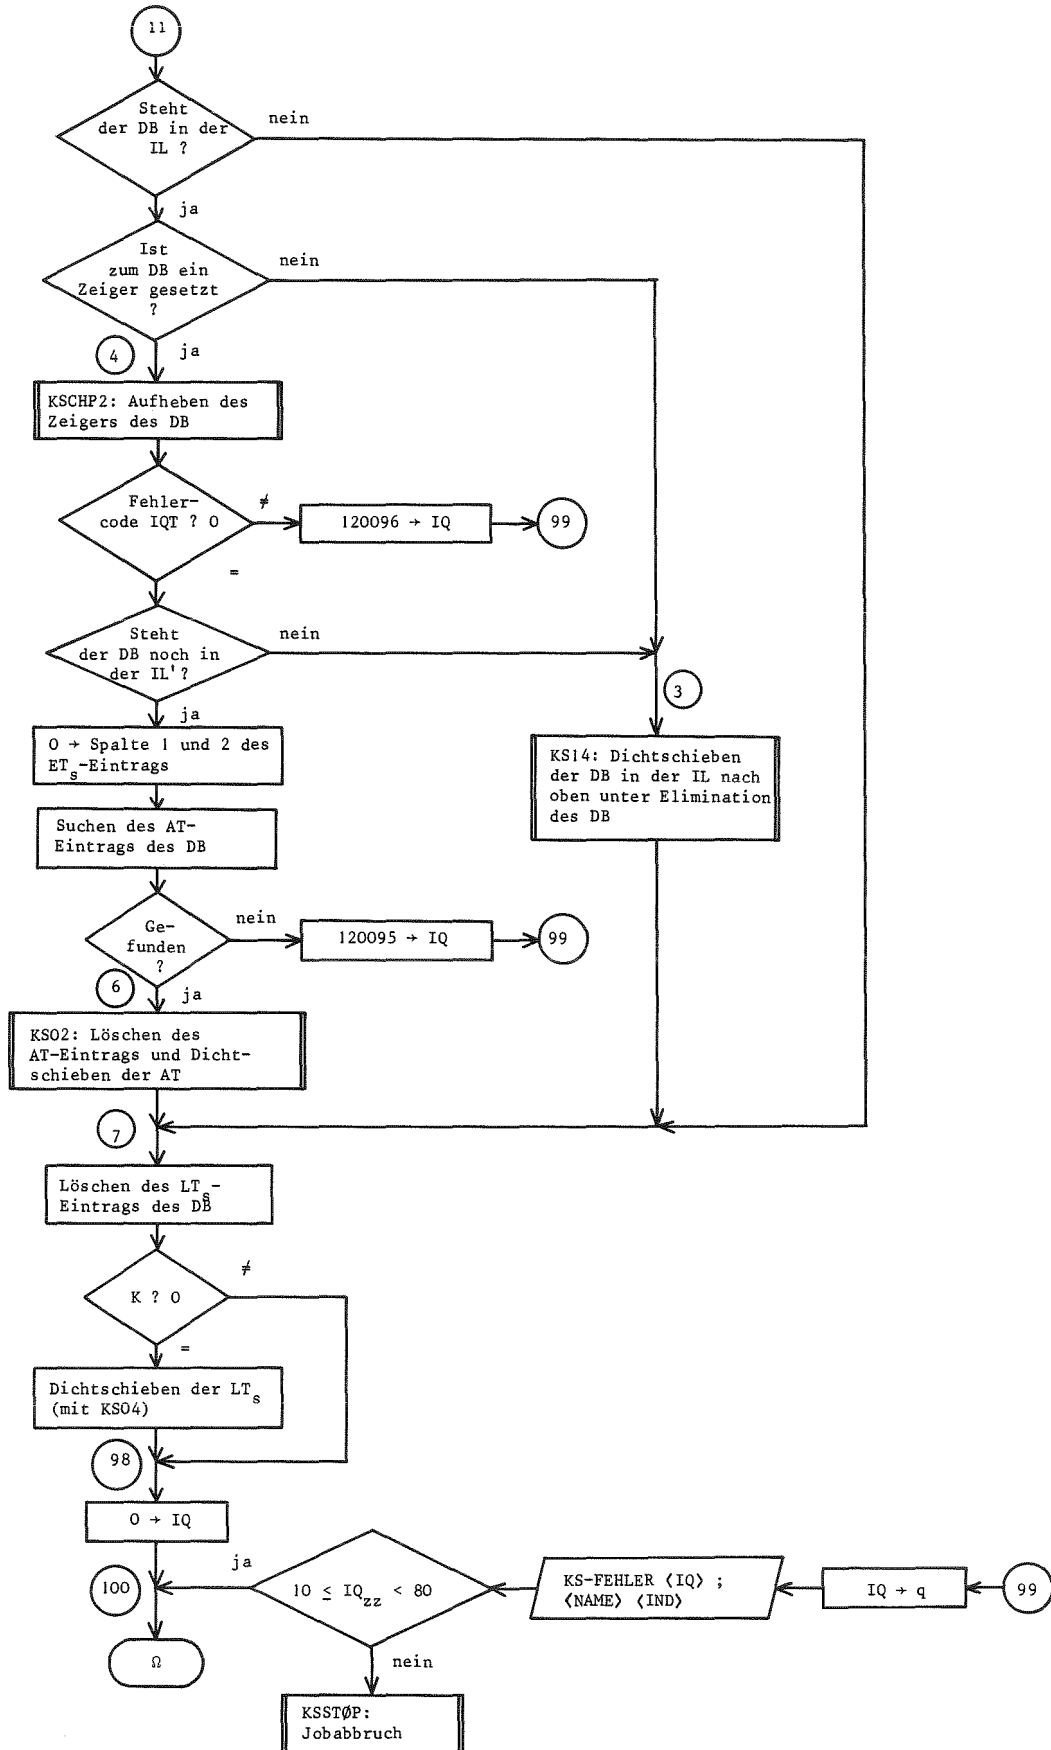 11
Steht
der DB in der
IL ?
nein
ja
Ist
zum DB ein
Zeiger gesetzt
?
nein
4
ja
KSCHP2: Aufheben des
Zeigers des DB
Fehler-
code IQT ? 0
≠
120096 → IQ
99
=
Steht
der DB noch in
der IL'?
nein
3
ja
0 → Spalte 1 und 2 des
ETs-Eintrags
KS14: Dichtschieben
der DB in der IL nach
oben unter Elimination
des DB
Suchen des AT-
Eintrags des DB
Ge-
funden
?
nein
120095 → IQ
99
6
ja
KS02: Löschen des
AT-Eintrags und Dicht-
schieben der AT
7
Löschen des LTs-
Eintrags des DB
K ? 0
≠
=
Dichtschieben der LTs
(mit KS04)
98
0 → IQ
100
ja
10 ≤ IQzz < 80
KS-FEHLER ⟨IQ⟩ ;
⟨NAME⟩ ⟨IND⟩
IQ → q
99
Ω
nein
KSSTØP:
Jobabbruch